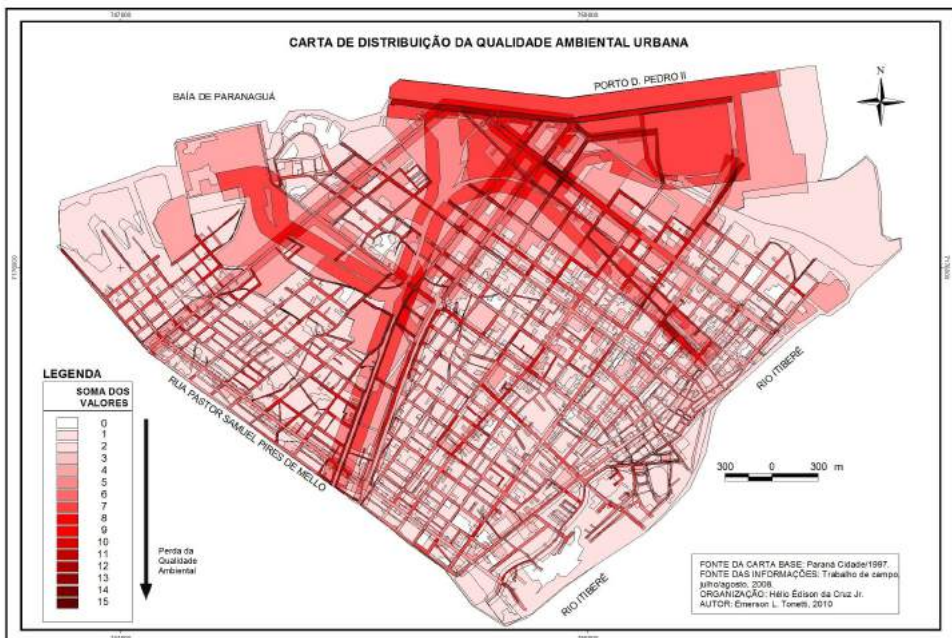 CARTA DE DISTRIBUIÇÃO DA QUALIDADE AMBIENTAL URBANA
BAÍA DE PARANAGUÁ
PORTO D. PEDRO II
N
RIO ITIBERÊ
RUA PASTOR SAMUEL PIRES DE MELLO
LEGENDA
SOMA DOS
VALORES
0
1
2
3
4
5
6
7
8
9
10
11
12
13
14
15
Perda da
Qualidade
Ambiental
300 0 300 m
RIO ITIBERÊ
FONTE DA CARTA BASE: Paraná Cidade/1997.
FONTE DAS INFORMAÇÕES: Trabalho de campo,
julho/agosto, 2008.
ORGANIZAÇÃO: Hélio Édison da Cruz Jr.
AUTOR: Emerson L. Tonetti, 2010